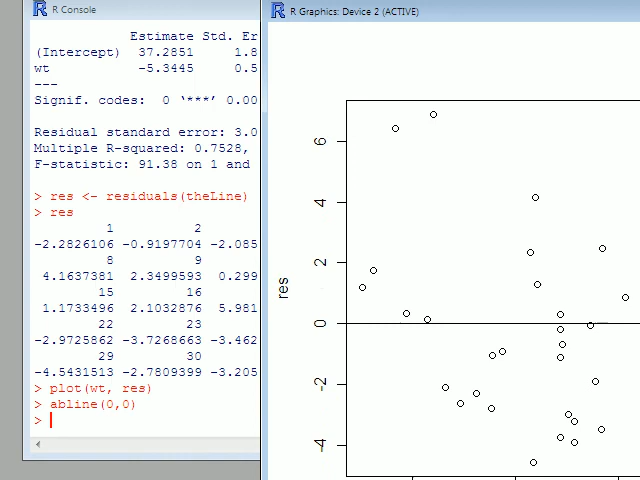 R Console
Estimate Std. Er
(Intercept) 37.2851 1.8
wt -5.3445 0.5
---
Signif. codes: 0 ‘***’ 0.00
Residual standard error: 3.0
Multiple R-squared: 0.7528,
F-statistic: 91.38 on 1 and
> res <- residuals(theLine)
> res
1 2
-2.2826106 -0.9197704 -2.085
8 9
4.1637381 2.3499593 0.299
15 16
1.1733496 2.1032876 5.981
22 23
-2.9725862 -3.7268663 -3.462
29 30
-4.5431513 -2.7809399 -3.205
> plot(wt, res)
> abline(0,0)
>
R Graphics: Device 2 (ACTIVE)
6
4
2
0
-2
-4
res